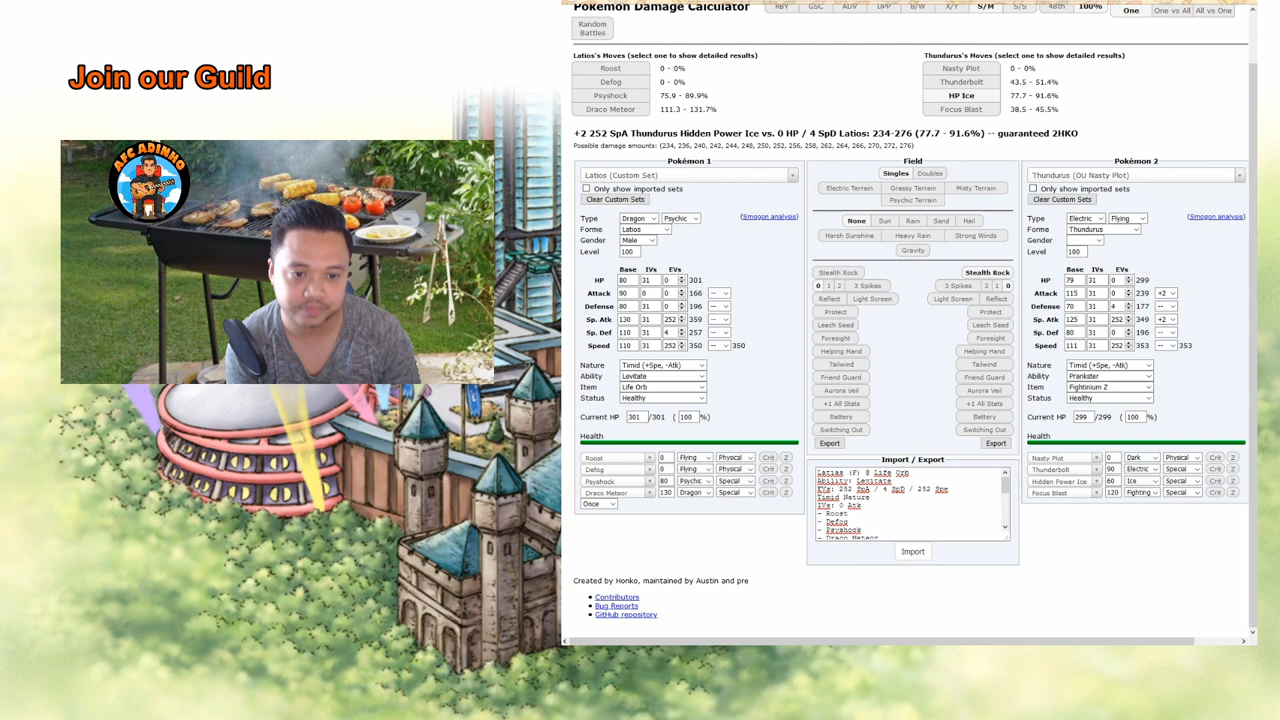 Pokemon Damage Calculator
RBY GSC ADV DPP B/W X/Y S/M S/S 48th 100% One One vs All All vs One
Random Battles
Join our Guild
AFC ADINHO
Latios's Moves (select one to show detailed results)
Roost 0 - 0%
Defog 0 - 0%
Psyshock 75.9 - 89.9%
Draco Meteor 111.3 - 131.7%
Thundurus's Moves (select one to show detailed results)
Nasty Plot 0 - 0%
Thunderbolt 43.5 - 51.4%
HP Ice 77.7 - 91.6%
Focus Blast 38.5 - 45.5%
+2 252 SpA Thundurus Hidden Power Ice vs. 0 HP / 4 SpD Latios: 234-276 (77.7 - 91.6%) -- guaranteed 2HKO
Possible damage amounts: (234, 236, 240, 242, 244, 248, 250, 252, 256, 258, 262, 264, 266, 270, 272, 276)
Pokémon 1
Latios (Custom Set)
Only show imported sets
Clear Custom Sets
Type Dragon Psychic (Smogon analysis)
Forme Latios
Gender Male
Level 100
Base IVs EVs
HP 80 31 0 301
Attack 90 0 0 166 --
Defense 80 31 0 196 --
Sp. Atk 130 31 252 359 --
Sp. Def 110 31 4 257 --
Speed 110 31 252 350 -- 350
Nature Timid (+Spe, -Atk)
Ability Levitate
Item Life Orb
Status Healthy
Current HP 301 /301 ( 100 %)
Health
Roost 0 Flying Physical Crit Z
Defog 0 Flying Physical Crit Z
Psyshock 80 Psychic Special Crit Z
Draco Meteor 130 Dragon Special Crit Z
Once
Field
Singles Doubles
Electric Terrain Grassy Terrain Misty Terrain
Psychic Terrain
None Sun Rain Sand Hail
Harsh Sunshine Heavy Rain Strong Winds
Gravity
Stealth Rock Stealth Rock
0 1 2 3 Spikes 3 Spikes 2 1 0
Reflect Light Screen Light Screen Reflect
Protect Protect
Leech Seed Leech Seed
Foresight Foresight
Helping Hand Helping Hand
Tailwind Tailwind
Friend Guard Friend Guard
Aurora Veil Aurora Veil
+1 All Stats +1 All Stats
Battery Battery
Switching Out Switching Out
Export Export
Import / Export
Latias (F) @ Life Orb
Ability: Levitate
EVs: 252 SpA / 4 SpD / 252 Spe
Timid Nature
IVs: 0 Atk
- Roost
- Defog
- Psyshock
- Draco Meteor
Import
Pokémon 2
Thundurus (OU Nasty Plot)
Only show imported sets
Clear Custom Sets
Type Electric Flying (Smogon analysis)
Forme Thundurus
Gender
Level 100
Base IVs EVs
HP 79 31 0 299
Attack 115 31 0 239 +2
Defense 70 31 4 177 --
Sp. Atk 125 31 252 349 +2
Sp. Def 80 31 0 196 --
Speed 111 31 252 353 -- 353
Nature Timid (+Spe, -Atk)
Ability Prankster
Item Fightinium Z
Status Healthy
Current HP 299 /299 ( 100 %)
Health
Nasty Plot 0 Dark Physical Crit Z
Thunderbolt 90 Electric Special Crit Z
Hidden Power Ice 60 Ice Special Crit Z
Focus Blast 120 Fighting Special Crit Z
Created by Honko, maintained by Austin and pre
Contributors
Bug Reports
GitHub repository